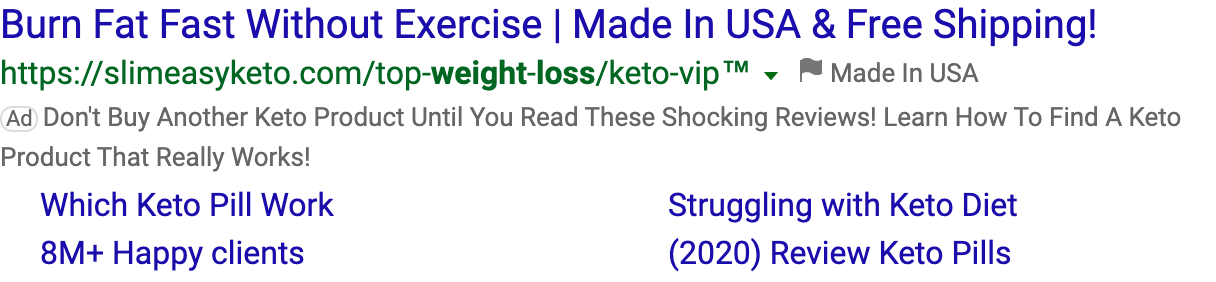 Burn Fat Fast Without Exercise | Made In USA & Free Shipping!
https://slimeasyketo.com/top-weight-loss/keto-vip™ Made In USA
Ad Don't Buy Another Keto Product Until You Read These Shocking Reviews! Learn How To Find A Keto
Product That Really Works!
Which Keto Pill Work Struggling with Keto Diet
8M+ Happy clients (2020) Review Keto Pills